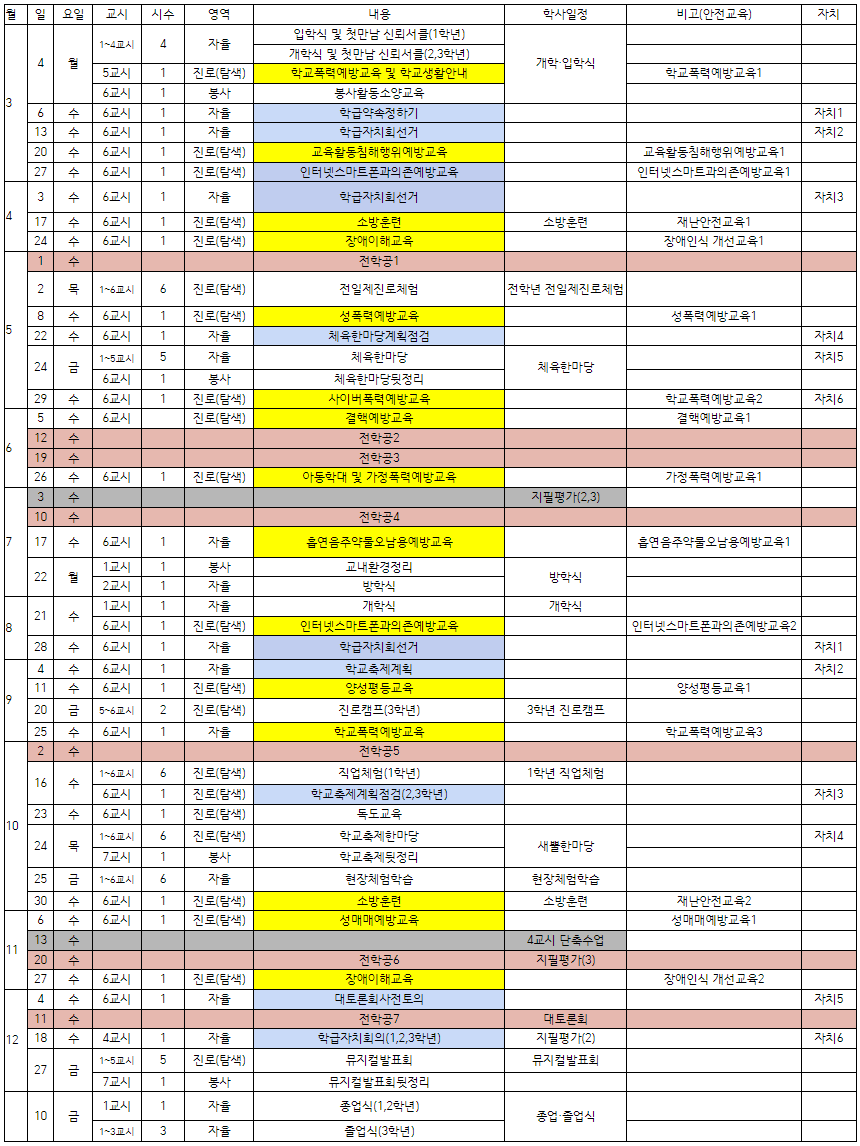 월 일 요일 교시 시수 영역 내용 학사일정 비고(안전교육) 자치
3 4 월 1~4교시 4 자율 입학식 및 첫만남 신뢰서클(1학년) 개학·입학식
개학식 및 첫만남 신뢰서클(2,3학년)
5교시 1 진로(탐색) 학교폭력예방교육 및 학교생활안내 학교폭력예방교육1
6교시 1 봉사 봉사활동소양교육
6 수 6교시 1 자율 학급약속정하기 자치1
13 수 6교시 1 자율 학급자치회선거 자치2
20 수 6교시 1 진로(탐색) 교육활동침해행위예방교육 교육활동침해행위예방교육1
27 수 6교시 1 진로(탐색) 인터넷스마트폰과의존예방교육 인터넷스마트과의존예방교육1
4 3 수 6교시 1 자율 학급자치회선거 자치3
17 수 6교시 1 진로(탐색) 소방훈련 소방훈련 재난안전교육1
24 수 6교시 1 진로(탐색) 장애이해교육 장애인식 개선교육1
5 1 수 전학공1
2 목 1~6교시 6 진로(탐색) 전일제진로체험 전학년 전일제진로체험
8 수 6교시 1 진로(탐색) 성폭력예방교육 성폭력예방교육1
22 수 6교시 1 자율 체육한마당계획점검 자치4
24 금 1~5교시 5 자율 체육한마당 체육한마당 자치5
6교시 1 봉사 체육한마당뒷정리
29 수 6교시 1 진로(탐색) 사이버폭력예방교육 학교폭력예방교육2 자치6
6 5 수 6교시 진로(탐색) 결핵예방교육 결핵예방교육1
12 수 전학공2
19 수 전학공3
26 수 6교시 1 진로(탐색) 아동학대 및 가정폭력예방교육 가정폭력예방교육1
7 3 수 지필평가(2,3)
10 수 전학공4
17 수 6교시 1 자율 흡연음주약물오남용예방교육 흡연음주약물오남용예방교육1
22 월 1교시 1 봉사 교내환경정리 방학식
2교시 1 자율 방학식
8 21 수 1교시 1 자율 개학식 개학식
6교시 1 진로(탐색) 인터넷스마트폰과의존예방교육 인터넷스마트폰과의존예방교육2
28 수 6교시 1 자율 학급자치회선거 자치1
9 4 수 6교시 1 자율 학교축제계획 자치2
11 수 6교시 1 진로(탐색) 양성평등교육 양성평등교육1
20 금 5~6교시 2 진로(탐색) 진로캠프(3학년) 3학년 진로캠프
25 수 6교시 1 자율 학교폭력예방교육 학교폭력예방교육3
10 2 수 전학공5
16 수 1~6교시 6 진로(탐색) 직업체험(1학년) 1학년 직업체험
6교시 1 진로(탐색) 학교축제계획점검(2,3학년) 자치3
23 수 6교시 1 진로(탐색) 독도교육
24 목 1~6교시 6 진로(탐색) 학교축제한마당 새뿔한마당 자치4
7교시 1 봉사 학교축제뒷정리
25 금 1~6교시 6 자율 현장체험학습 현장체험학습
30 수 6교시 1 진로(탐색) 소방훈련 소방훈련 재난안전교육2
11 6 수 6교시 1 진로(탐색) 성매매예방교육 성매매예방교육1
13 수 4교시 단축수업
20 수 전학공6 지필평가(3)
27 수 6교시 1 진로(탐색) 장애이해교육 장애인식 개선교육2
12 4 수 6교시 1 자율 대토론회사전토의 자치5
11 수 전학공7 대토론회
18 수 4교시 1 자율 학급자치회의(1,2,3학년) 지필평가(2) 자치6
27 금 1~5교시 5 진로(탐색) 뮤지컬발표회 뮤지컬발표회
7교시 1 봉사 뮤지컬발표회뒷정리
10 금 1교시 1 자율 종업식(1,2학년) 종업·졸업식
1~3교시 3 자율 졸업식(3학년)